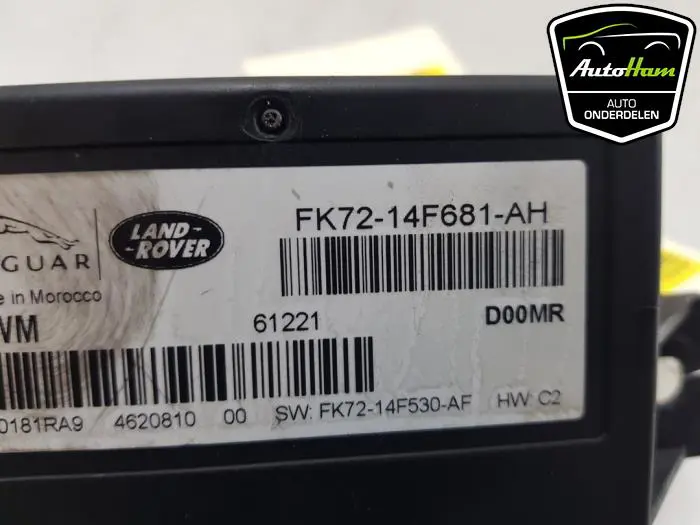 AutoHam
AUTO
ONDERDELEN
FK72-14F681-AH
LAND-
-ROVER
GUAR
in Morocco
61221
D00MR
0181RA9 4620810 00 SW: FK72-14F530-AF HW: C2